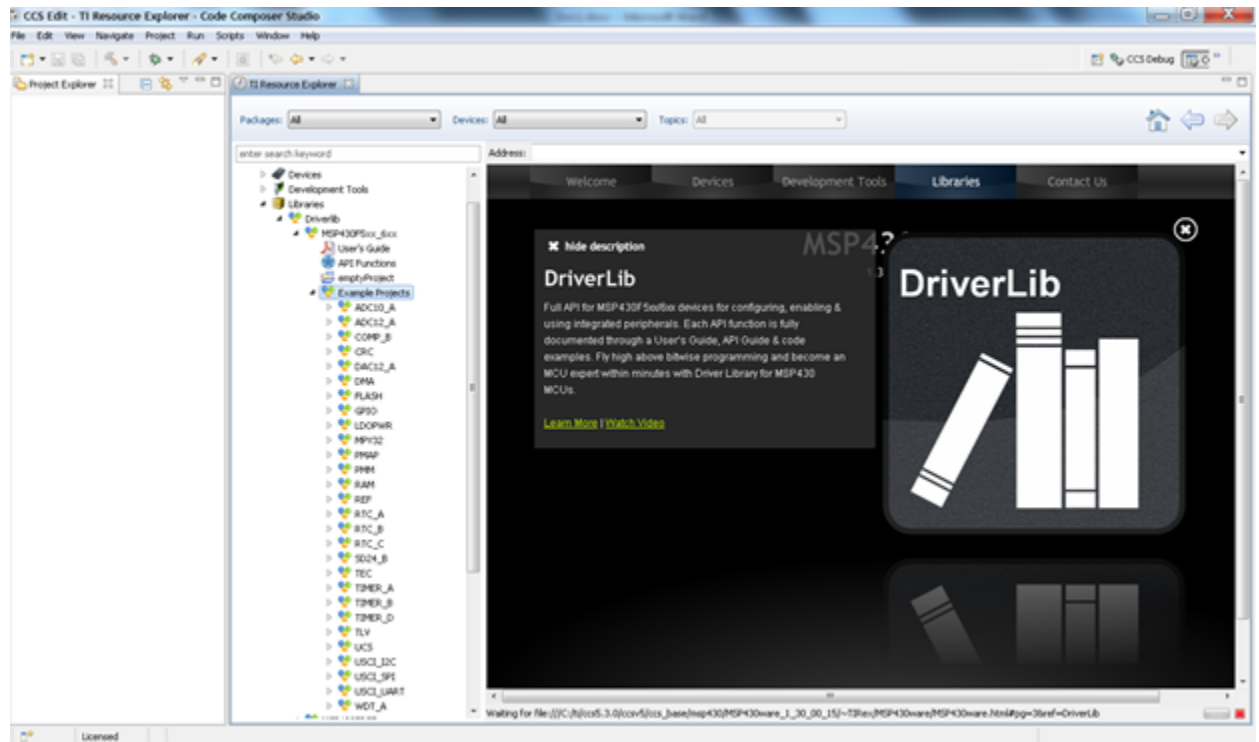 CCS Edit - TI Resource Explorer - Code Composer Studio
File Edit View Navigate Project Run Scripts Window Help
CCS Debug
Project Explorer
TI Resource Explorer
Packages: All Devices: All Topics: All
enter search keyword
Address:
Devices
Development Tools
Libraries
Driverlib
MSP430F5xx_6xx
User's Guide
API Functions
emptyProject
Example Projects
ADC10_A
ADC12_A
COMP_B
CRC
DAC12_A
DMA
FLASH
GPIO
LDOPWR
MPY32
PMAP
PMM
RAM
REF
RTC_A
RTC_B
RTC_C
SD24_B
TEC
TIMER_A
TIMER_B
TIMER_D
TLV
UCS
USCI_I2C
USCI_SPI
USCI_UART
WDT_A
Welcome Devices Development Tools Libraries Contact Us
hide description
DriverLib
Full API for MSP430F5xx/6xx devices for configuring, enabling &
using integrated peripherals. Each API function is fully
documented through a User's Guide, API Guide & code
examples. Fly high above bitwise programming and become an
MCU expert within minutes with Driver Library for MSP430
MCUs.
Learn More | Watch Video
DriverLib
Waiting for file:///C:/ti/ccs5.3.0/ccsv5/ccs_base/msp430/MSP430ware_1_30_00_15/~TIRex/MSP430ware/MSP430ware.html#pg=3&ref=DriverLib
Licensed